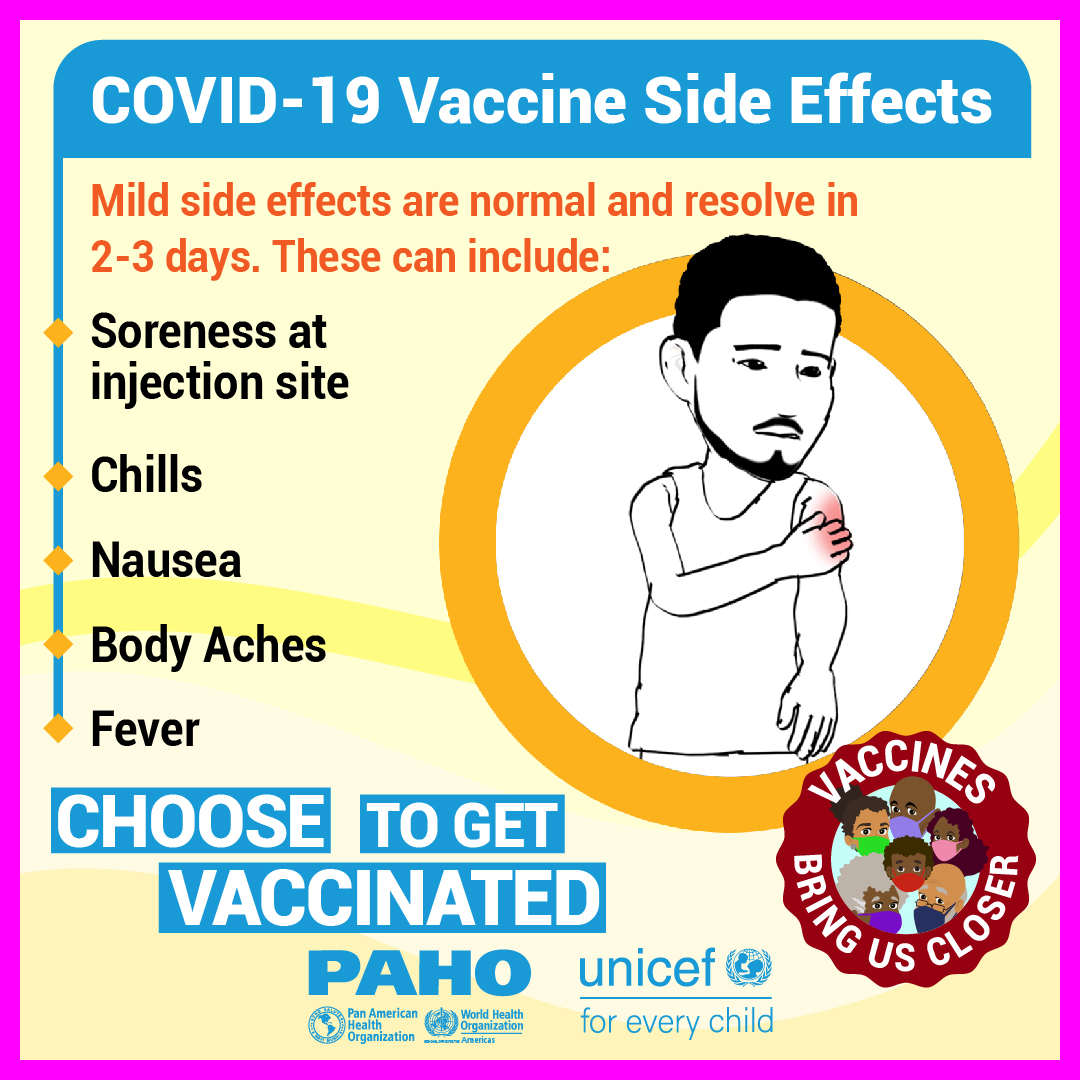 COVID-19 Vaccine Side Effects
Mild side effects are normal and resolve in
2-3 days. These can include:
Soreness at
injection site
Chills
Nausea
Body Aches
Fever
CHOOSE TO GET
VACCINATED
VACCINES
BRING US CLOSER
PAHO
Pan American
Health
Organization
World Health
Organization
Americas
unicef
for every child